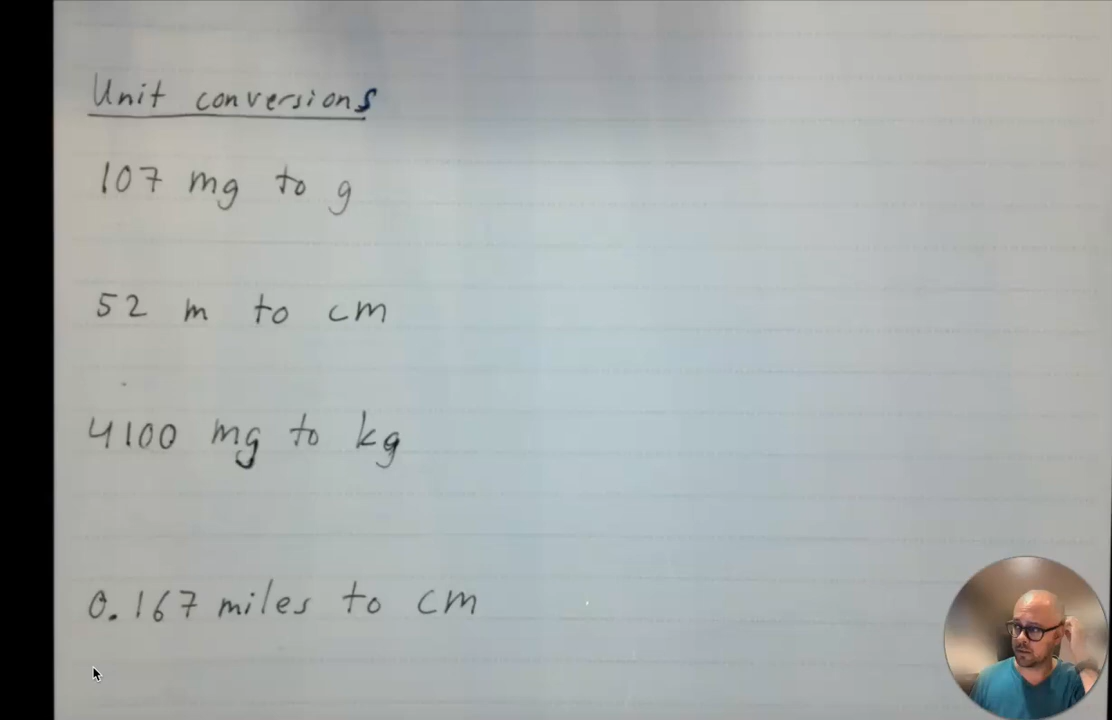 Unit conversions
107 mg to g
52 m to cm
4100 mg to kg
0.167 miles to cm